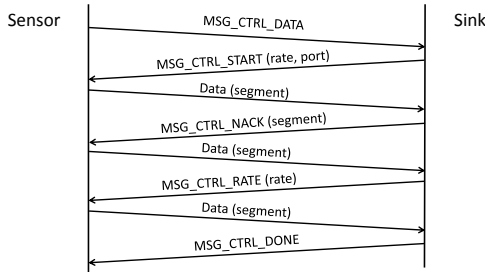 Sensor
Sink
MSG_CTRL_DATA
MSG_CTRL_START (rate, port)
Data (segment)
MSG_CTRL_NACK (segment)
Data (segment)
MSG_CTRL_RATE (rate)
Data (segment)
MSG_CTRL_DONE